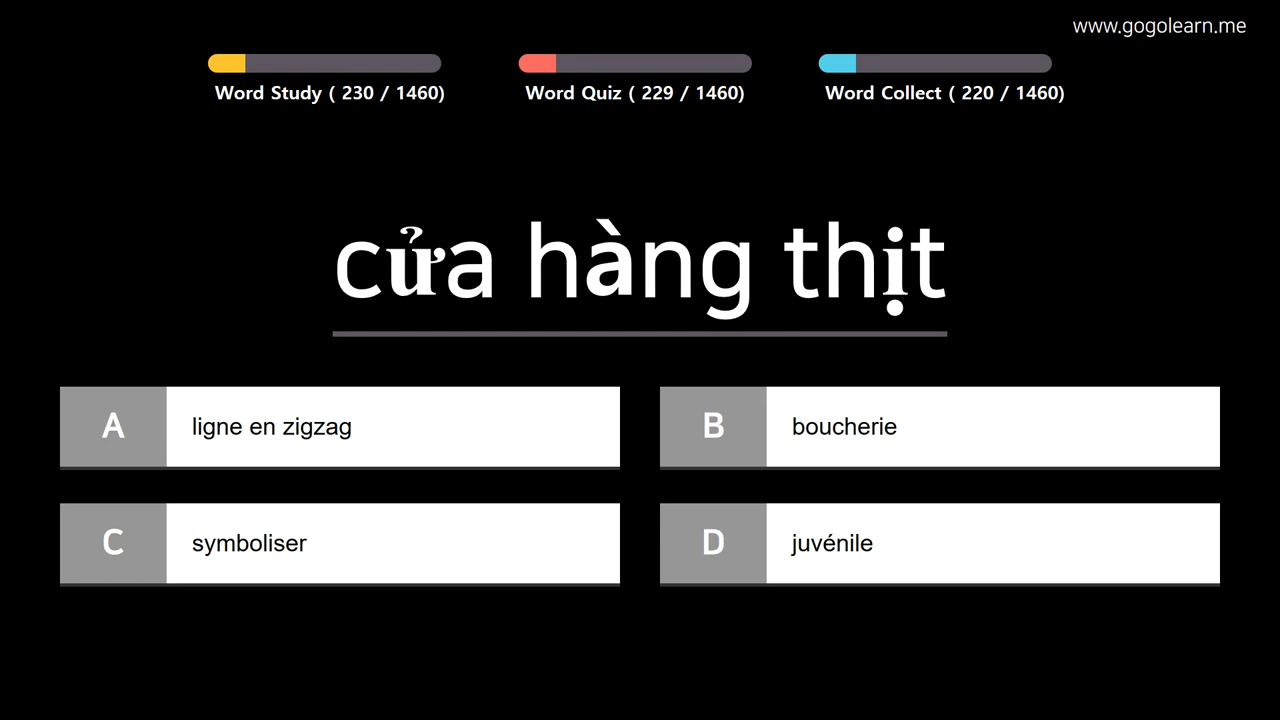 www.gogolearn.me
Word Study ( 230 / 1460)
Word Quiz ( 229 / 1460)
Word Collect ( 220 / 1460)
cửa hàng thịt
A ligne en zigzag
B boucherie
C symboliser
D juvénile